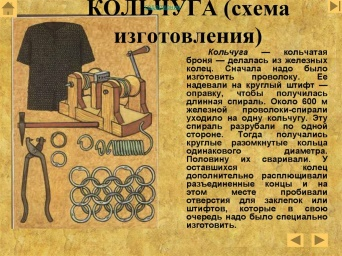 КОЛЬЧУГА (схема
изготовления)
Кольчуга — кольчатая
броня — делалась из железных
колец. Сначала надо было
изготовить проволоку. Ее
надевали на круглый штифт —
оправку, чтобы получилась
длинная спираль. Около 600 м
железной проволоки-спирали
уходило на одну кольчугу. Эту
спираль разрубали по одной
стороне. Тогда получались
круглые разомкнутые кольца
одинакового диаметра.
Половину их сваривали. У
оставшихся колец
дополнительно расплющивали
разъединенные концы и на
этом месте пробивали
отверстия для заклепок или
штифтов, которые в свою
очередь надо было специально
изготовить.